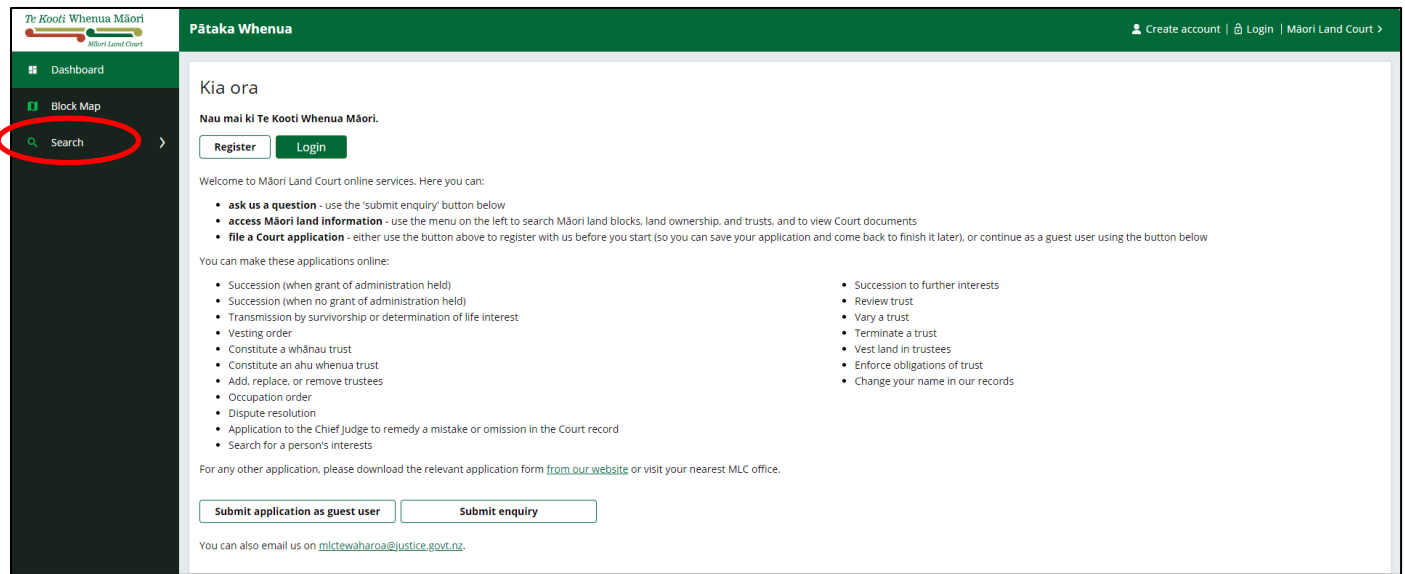 Te Kooti Whenua Māori
Māori Land Court
Pātaka Whenua
Create account | Login | Māori Land Court >
Dashboard
Block Map
Search
Kia ora
Nau mai ki Te Kooti Whenua Māori.
Register
Login
Welcome to Māori Land Court online services. Here you can:
• ask us a question - use the 'submit enquiry' button below
• access Māori land information - use the menu on the left to search Māori land blocks, land ownership, and trusts, and to view Court documents
• file a Court application - either use the button above to register with us before you start (so you can save your application and come back to finish it later), or continue as a guest user using the button below
You can make these applications online:
• Succession (when grant of administration held)
• Succession (when no grant of administration held)
• Transmission by survivorship or determination of life interest
• Vesting order
• Constitute a whānau trust
• Constitute an ahu whenua trust
• Add, replace, or remove trustees
• Occupation order
• Dispute resolution
• Application to the Chief Judge to remedy a mistake or omission in the Court record
• Search for a person's interests
• Succession to further interests
• Review trust
• Vary a trust
• Terminate a trust
• Vest land in trustees
• Enforce obligations of trust
• Change your name in our records
For any other application, please download the relevant application form from our website or visit your nearest MLC office.
Submit application as guest user
Submit enquiry
You can also email us on mlctewaharoa@justice.govt.nz.